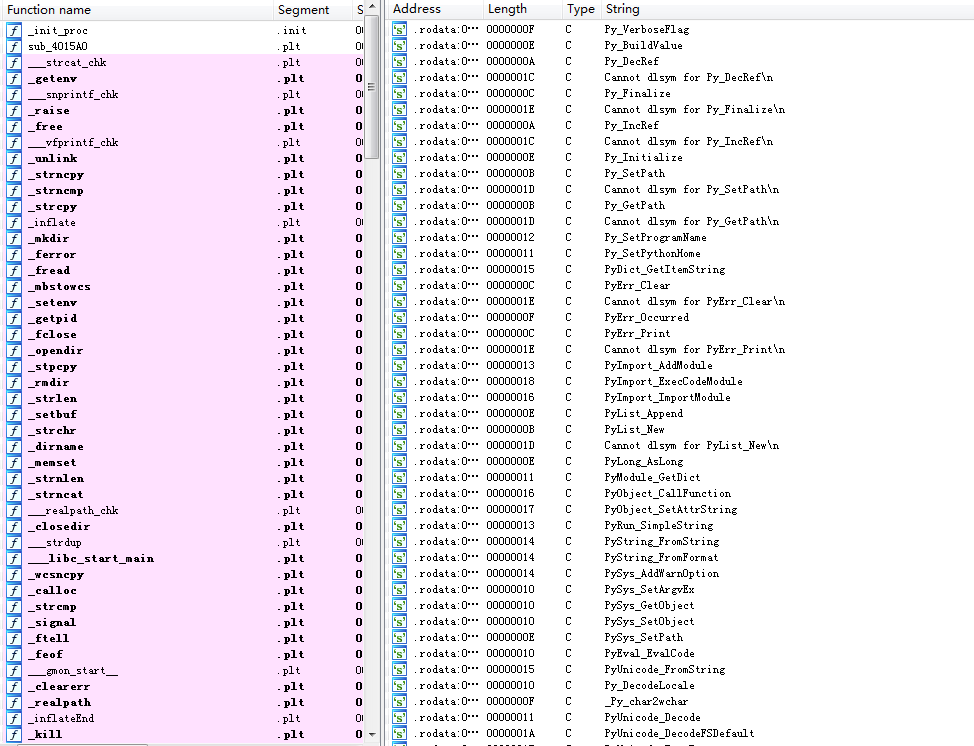 Function name Segment S
_init_proc .init 00
sub_4015A0 .plt 00
___strcat_chk .plt 00
_getenv .plt 0
___snprintf_chk .plt 00
_raise .plt 0
_free .plt 0
___vfprintf_chk .plt 00
_unlink .plt 0
_strncpy .plt 0
_strncmp .plt 0
_strcpy .plt 0
_inflate .plt 00
_mkdir .plt 0
_ferror .plt 0
_fread .plt 0
_mbstowcs .plt 0
_setenv .plt 0
_getpid .plt 0
_fclose .plt 0
_opendir .plt 0
_stpcpy .plt 0
_rmdir .plt 0
_strlen .plt 0
_setbuf .plt 0
_strchr .plt 0
_dirname .plt 0
_memset .plt 0
_strnlen .plt 0
_strncat .plt 0
___realpath_chk .plt 00
_closedir .plt 0
___strdup .plt 00
___libc_start_main .plt 0
_wcsncpy .plt 0
_calloc .plt 0
_strcmp .plt 0
_signal .plt 0
_ftell .plt 0
_feof .plt 0
___gmon_start__ .plt 00
_clearerr .plt 0
_realpath .plt 0
_inflateEnd .plt 00
_kill .plt 0
Address Length Type String
.rodata:0… 0000000F C Py_VerboseFlag
.rodata:0… 0000000E C Py_BuildValue
.rodata:0… 0000000A C Py_DecRef
.rodata:0… 0000001C C Cannot dlsym for Py_DecRef\n
.rodata:0… 0000000C C Py_Finalize
.rodata:0… 0000001E C Cannot dlsym for Py_Finalize\n
.rodata:0… 0000000A C Py_IncRef
.rodata:0… 0000001C C Cannot dlsym for Py_IncRef\n
.rodata:0… 0000000E C Py_Initialize
.rodata:0… 0000000B C Py_SetPath
.rodata:0… 0000001D C Cannot dlsym for Py_SetPath\n
.rodata:0… 0000000B C Py_GetPath
.rodata:0… 0000001D C Cannot dlsym for Py_GetPath\n
.rodata:0… 00000012 C Py_SetProgramName
.rodata:0… 00000011 C Py_SetPythonHome
.rodata:0… 00000015 C PyDict_GetItemString
.rodata:0… 0000000C C PyErr_Clear
.rodata:0… 0000001E C Cannot dlsym for PyErr_Clear\n
.rodata:0… 0000000F C PyErr_Occurred
.rodata:0… 0000000C C PyErr_Print
.rodata:0… 0000001E C Cannot dlsym for PyErr_Print\n
.rodata:0… 00000013 C PyImport_AddModule
.rodata:0… 00000018 C PyImport_ExecCodeModule
.rodata:0… 00000016 C PyImport_ImportModule
.rodata:0… 0000000E C PyList_Append
.rodata:0… 0000000B C PyList_New
.rodata:0… 0000001D C Cannot dlsym for PyList_New\n
.rodata:0… 0000000E C PyLong_AsLong
.rodata:0… 00000011 C PyModule_GetDict
.rodata:0… 00000016 C PyObject_CallFunction
.rodata:0… 00000017 C PyObject_SetAttrString
.rodata:0… 00000013 C PyRun_SimpleString
.rodata:0… 00000014 C PyString_FromString
.rodata:0… 00000014 C PyString_FromFormat
.rodata:0… 00000014 C PySys_AddWarnOption
.rodata:0… 00000010 C PySys_SetArgvEx
.rodata:0… 00000010 C PySys_GetObject
.rodata:0… 00000010 C PySys_SetObject
.rodata:0… 0000000E C PySys_SetPath
.rodata:0… 00000010 C PyEval_EvalCode
.rodata:0… 00000015 C PyUnicode_FromString
.rodata:0… 00000010 C Py_DecodeLocale
.rodata:0… 0000000F C _Py_char2wchar
.rodata:0… 00000011 C PyUnicode_Decode
.rodata:0… 0000001A C PyUnicode_DecodeFSDefault